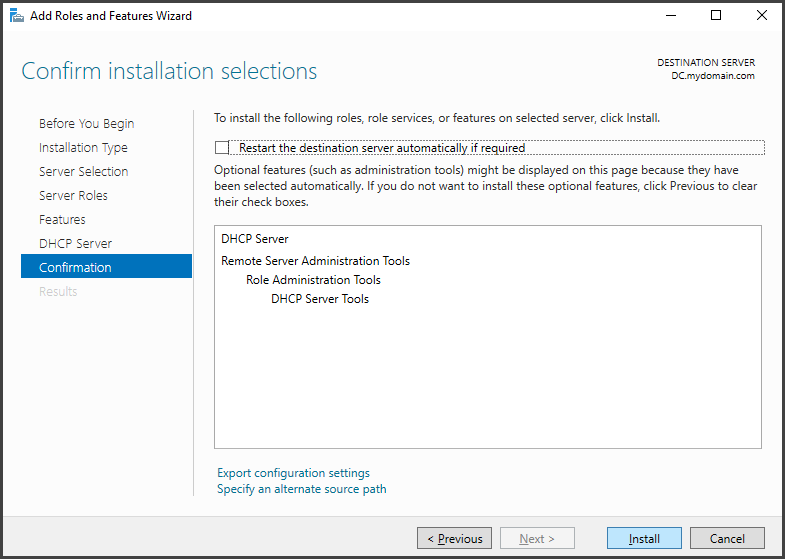 Add Roles and Features Wizard
Confirm installation selections
DESTINATION SERVER
DC.mydomain.com
Before You Begin
Installation Type
Server Selection
Server Roles
Features
DHCP Server
Confirmation
Results
To install the following roles, role services, or features on selected server, click Install.
Restart the destination server automatically if required
Optional features (such as administration tools) might be displayed on this page because they have
been selected automatically. If you do not want to install these optional features, click Previous to clear
their check boxes.
DHCP Server
Remote Server Administration Tools
Role Administration Tools
DHCP Server Tools
Export configuration settings
Specify an alternate source path
< Previous
Next >
Install
Cancel